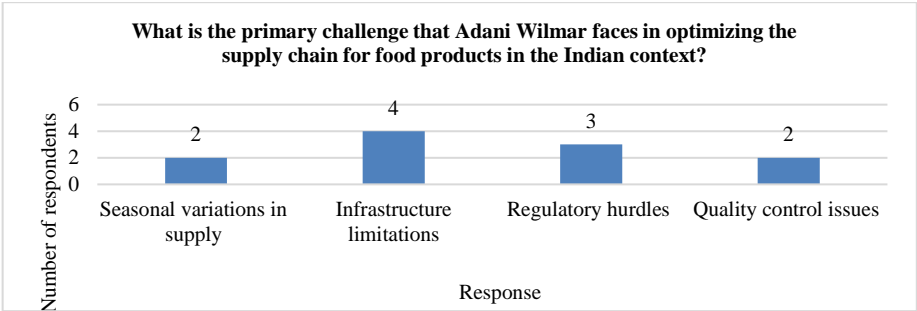 What is the primary challenge that Adani Wilmar faces in optimizing the
supply chain for food products in the Indian context?
Number of respondents
6
4
2
0
2
4
3
2
Seasonal variations in
supply
Infrastructure
limitations
Regulatory hurdles
Quality control issues
Response